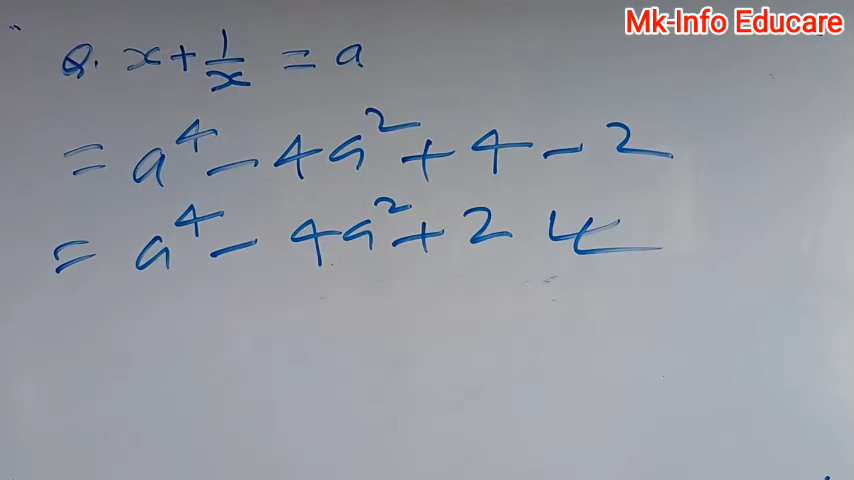 Mk-Info Educare
Q. x + 1/x = a
= a⁴ - 4a² + 4 - 2
= a⁴ - 4a² + 2